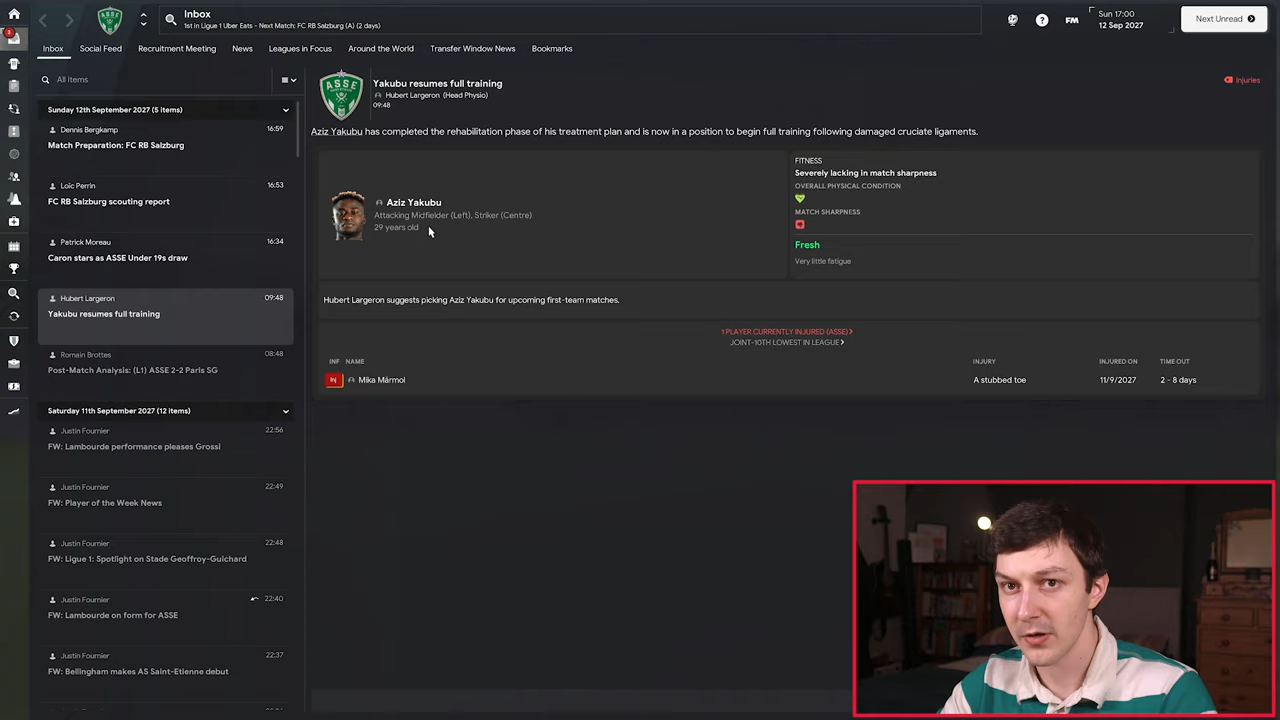 Inbox
1st in Ligue 1 Uber Eats - Next Match: FC RB Salzburg (A) (2 days)
Sun 17:00
12 Sep 2027
Next Unread
FM
3
ASSE
Inbox
Social Feed
Recruitment Meeting
News
Leagues in Focus
Around the World
Transfer Window News
Bookmarks
All Items
Sunday 12th September 2027 (5 items)
Dennis Bergkamp 16:59
Match Preparation: FC RB Salzburg
Loïc Perrin 16:53
FC RB Salzburg scouting report
Patrick Moreau 16:34
Caron stars as ASSE Under 19s draw
Hubert Largeron 09:48
Yakubu resumes full training
Romain Brottes 08:48
Post-Match Analysis: (L1) ASSE 2-2 Paris SG
Saturday 11th September 2027 (12 items)
Justin Fournier 22:56
FW: Lambourde performance pleases Grossi
Justin Fournier 22:49
FW: Player of the Week News
Justin Fournier 22:48
FW: Ligue 1: Spotlight on Stade Geoffroy-Guichard
Justin Fournier 22:40
FW: Lambourde on form for ASSE
Justin Fournier 22:37
FW: Bellingham makes AS Saint-Etienne debut
ASSE
Yakubu resumes full training
Hubert Largeron (Head Physio)
09:48
Injuries
Aziz Yakubu has completed the rehabilitation phase of his treatment plan and is now in a position to begin full training following damaged cruciate ligaments.
Aziz Yakubu
Attacking Midfielder (Left), Striker (Centre)
29 years old
FITNESS
Severely lacking in match sharpness
OVERALL PHYSICAL CONDITION
MATCH SHARPNESS
Fresh
Very little fatigue
Hubert Largeron suggests picking Aziz Yakubu for upcoming first-team matches.
1 PLAYER CURRENTLY INJURED (ASSE)
JOINT-10TH LOWEST IN LEAGUE
INF NAME INJURY INJURED ON TIME OUT
Inj Mika Mármol A stubbed toe 11/9/2027 2 - 8 days